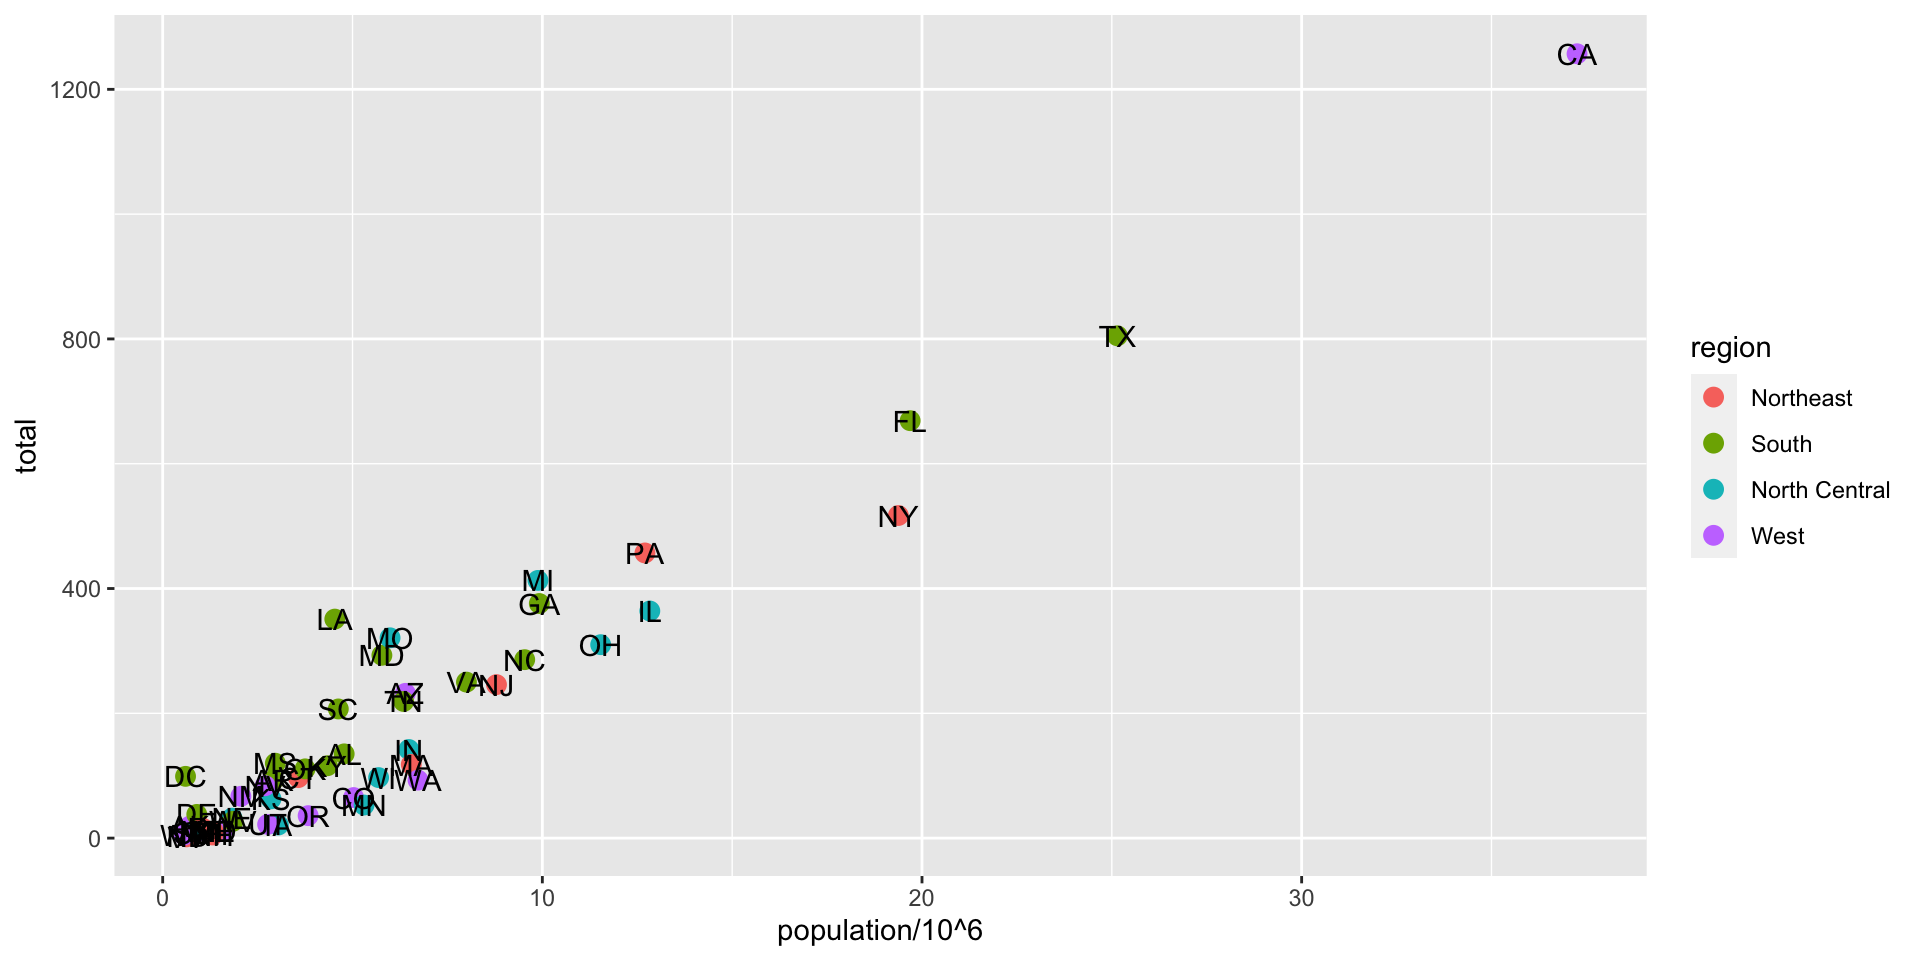 CA
1200
TX
800
FL
NY
PA
MI
400
GA
IL
LA
MO
OH
MD
NC
VA
NJ
AZ
TN
SC
IN
AL
MS
MA
KY
DC
WA
CO
MN
OR
DE
UT
IA
KS
0
0
10
20
30
population/10^6
total
region
Northeast
South
North Central
West